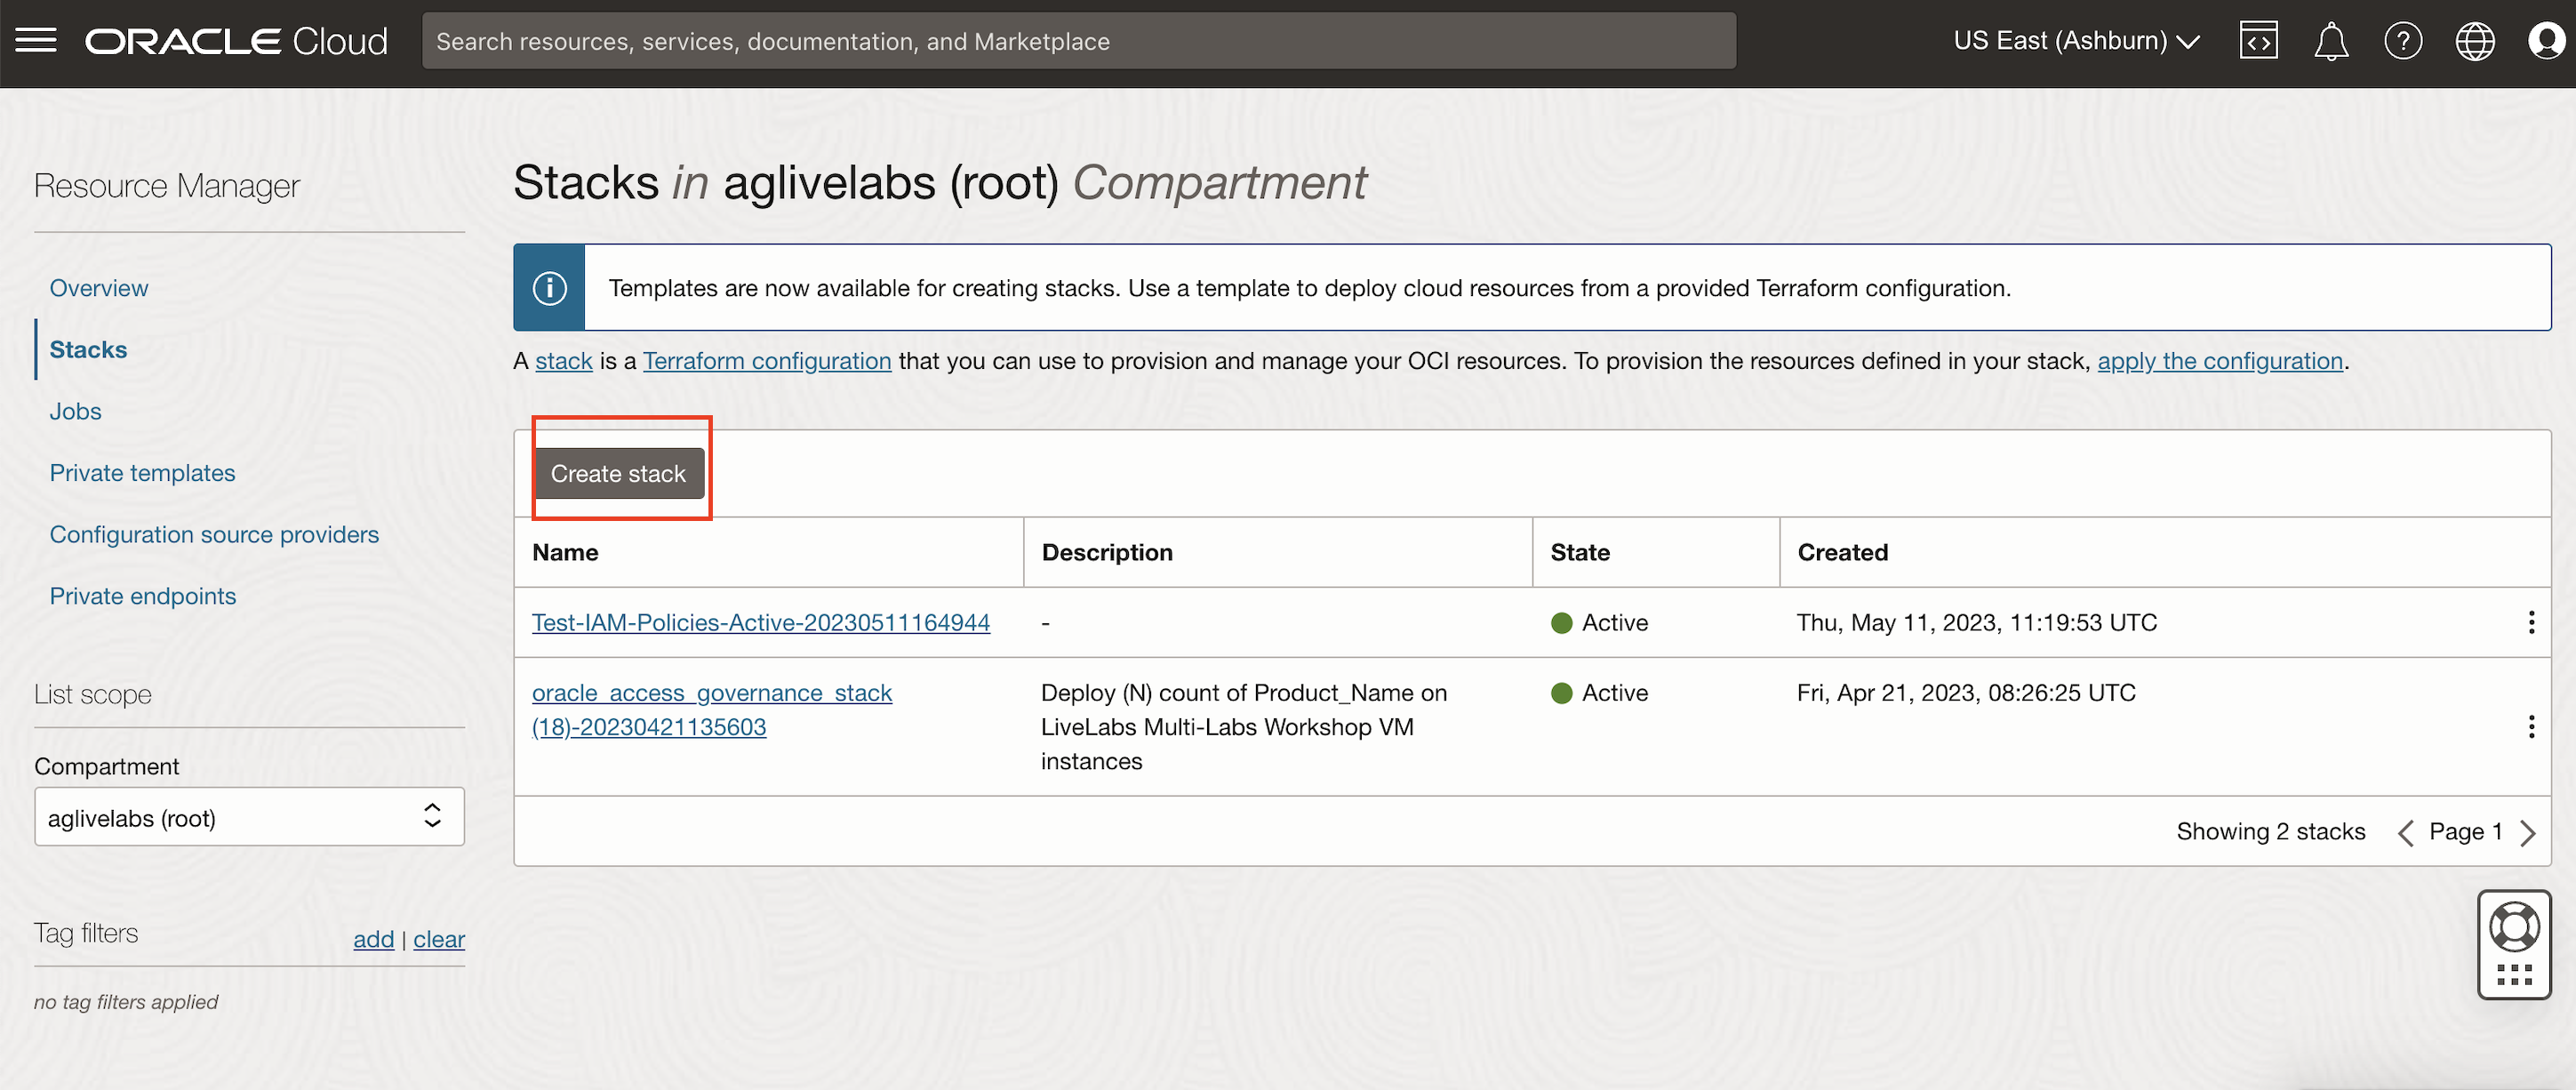 ORACLE Cloud
Search resources, services, documentation, and Marketplace
US East (Ashburn)
Resource Manager
Overview
Stacks
Jobs
Private templates
Configuration source providers
Private endpoints
List scope
Compartment
aglivelabs (root)
Tag filters
add | clear
no tag filters applied
Stacks in aglivelabs (root) Compartment
Templates are now available for creating stacks. Use a template to deploy cloud resources from a provided Terraform configuration.
A stack is a Terraform configuration that you can use to provision and manage your OCI resources. To provision the resources defined in your stack, apply the configuration.
Create stack
Name Description State Created
Test-IAM-Policies-Active-20230511164944 - Active Thu, May 11, 2023, 11:19:53 UTC
oracle_access_governance_stack Deploy (N) count of Product_Name on Active Fri, Apr 21, 2023, 08:26:25 UTC
(18)-20230421135603 LiveLabs Multi-Labs Workshop VM
instances
Showing 2 stacks Page 1